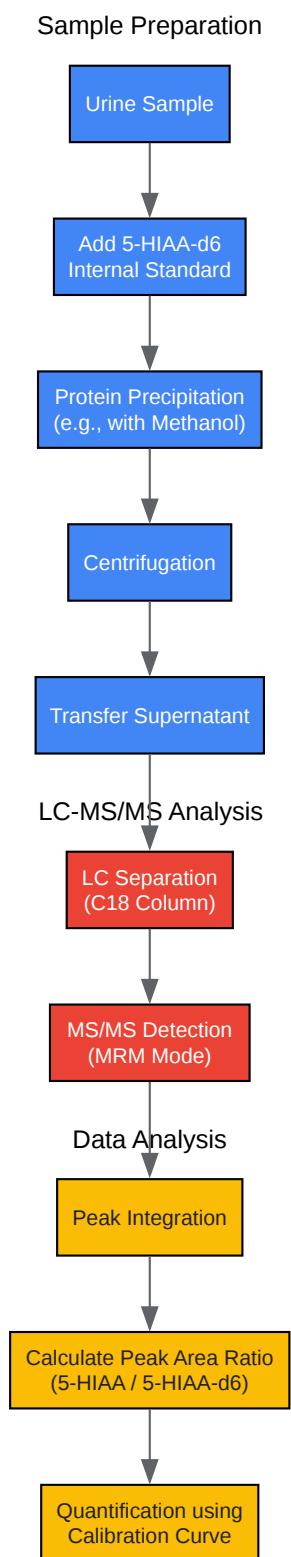 Sample Preparation
Urine Sample
Add 5-HIAA-d6
Internal Standard
Protein Precipitation
(e.g., with Methanol)
Centrifugation
Transfer Supernatant
LC-MS/MS Analysis
LC Separation
(C18 Column)
MS/MS Detection
(MRM Mode)
Data Analysis
Peak Integration
Calculate Peak Area Ratio
(5-HIAA / 5-HIAA-d6)
Quantification using
Calibration Curve